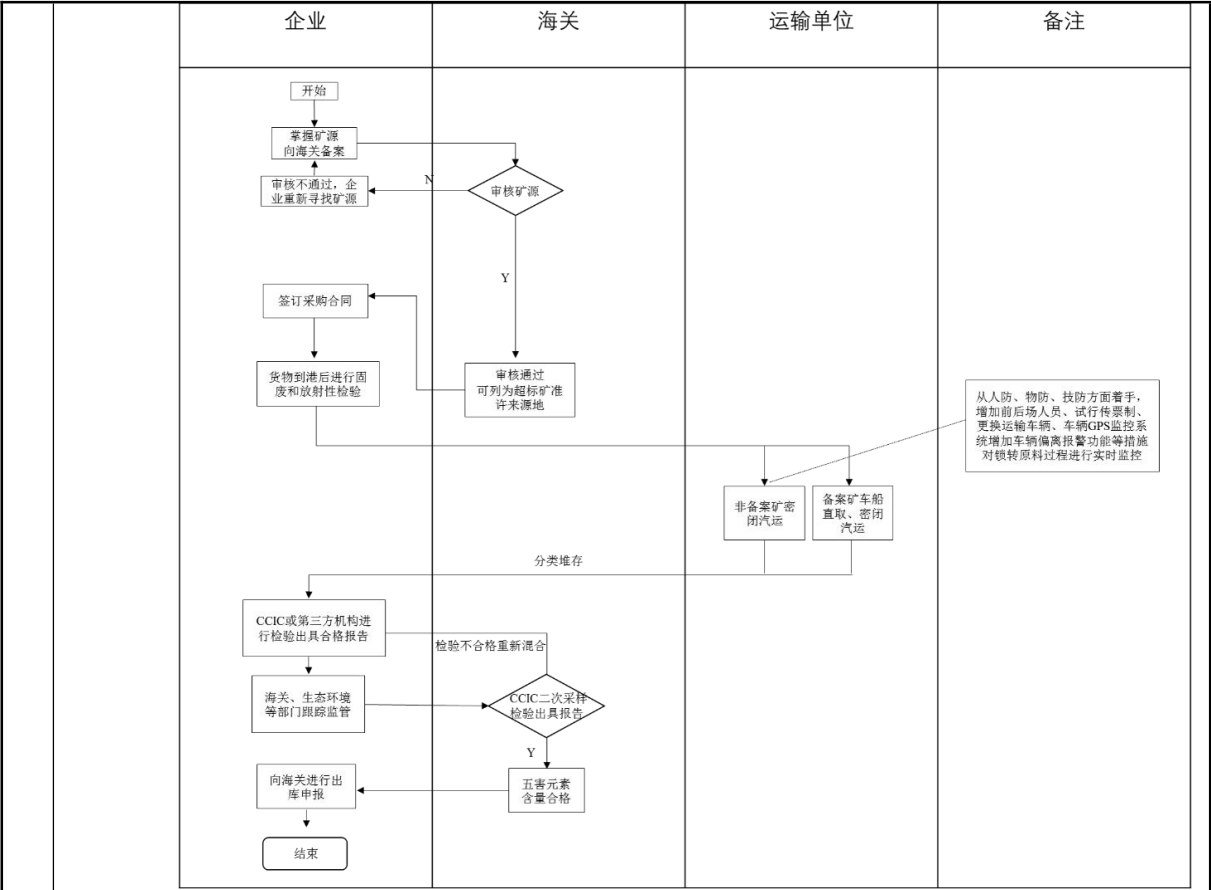 企业
海关
运输单位
备注
开始
掌握矿源
向海关备案
审核不通过，企
业重新寻找矿源
N
审核矿源
Y
签订采购合同
货物到港后进行固
废和放射性检验
审核通过
可列为超标矿准
许来源地
从人防、物防、技防方面着手，
增加前后场人员、试行传票制、
更换运输车辆、车辆GPS监控系
统增加车辆偏离报警功能等措施
对锁转原料过程进行实时监控
非备案矿密
闭汽运
备案矿车船
直取、密闭
汽运
分类堆存
CCIC或第三方机构进
行检验出具合格报告
检验不合格重新混合
海关、生态环境
等部门跟踪监管
CCIC二次采样
检验出具报告
Y
向海关进行出
库申报
五害元素
含量合格
结束